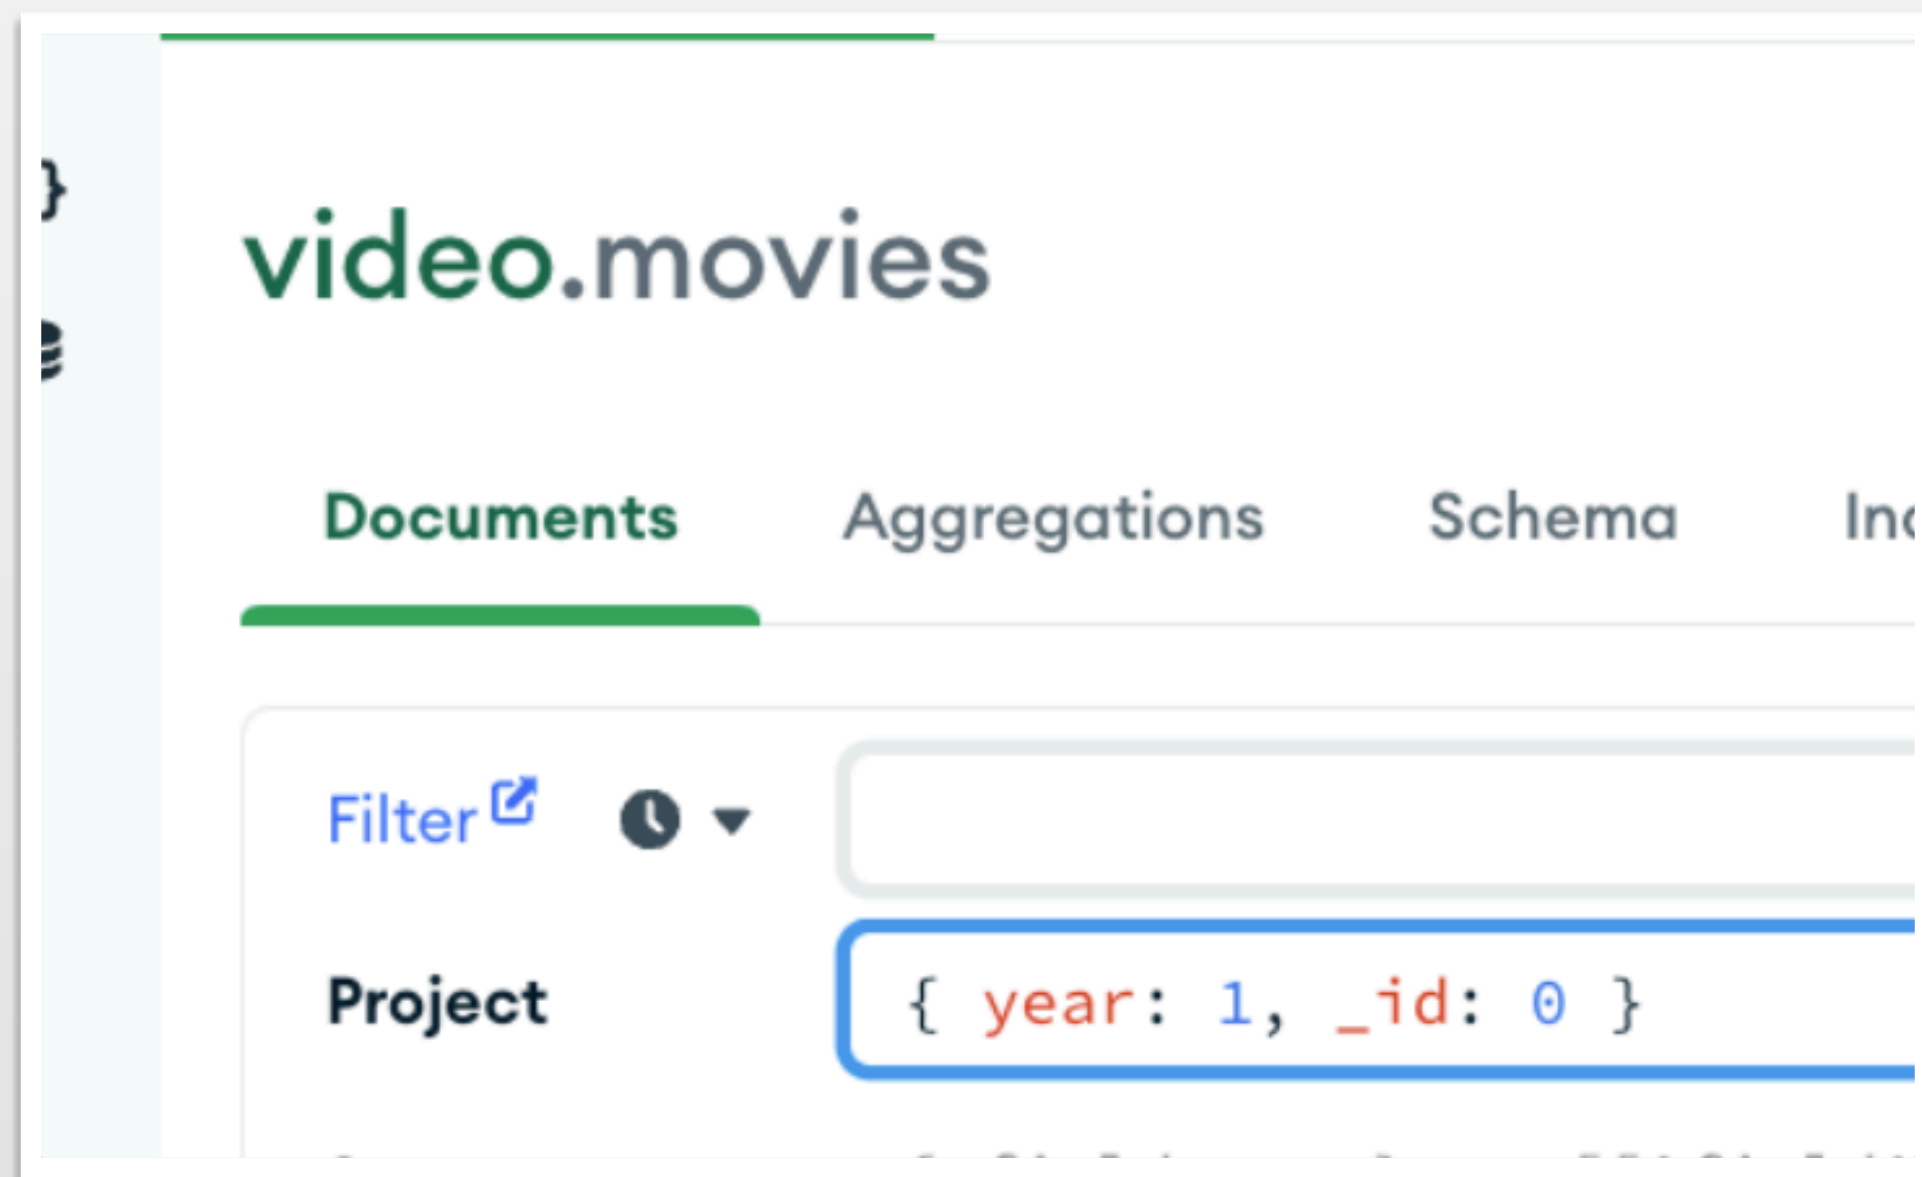 video.movies
Documents Aggregations Schema
Filter
Project { year: 1, _id: 0 }